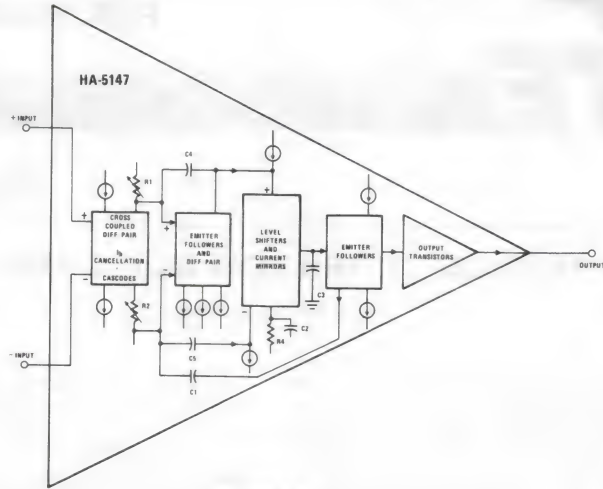 HA-5147
+ INPUT
- INPUT
OUTPUT
R1
R2
C4
CROSS
COUPLED
DIFF PAIR
CANCELLATION
CASCODES
+
-
EMITTER
FOLLOWERS
AND
DIFF PAIR
+
-
LEVEL
SHIFTERS
AND
CURRENT
MIRRORS
+
-
EMITTER
FOLLOWERS
OUTPUT
TRANSISTORS
C3
C2
R4
C5
C1